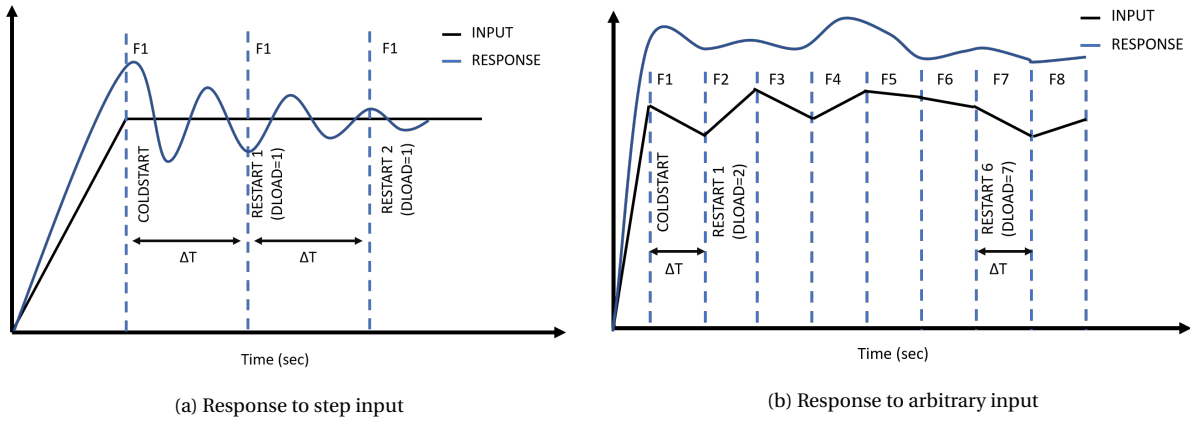 INPUT
RESPONSE
F1
F1
F1
COLDSTART
RESTART 1
(DLOAD=1)
RESTART 2
(DLOAD=1)
ΔT
ΔT
Time (sec)
(a) Response to step input
INPUT
RESPONSE
F1
F2
F3
F4
F5
F6
F7
F8
COLDSTART
RESTART 1
(DLOAD=2)
RESTART 6
(DLOAD=7)
ΔT
ΔT
Time (sec)
(b) Response to arbitrary input